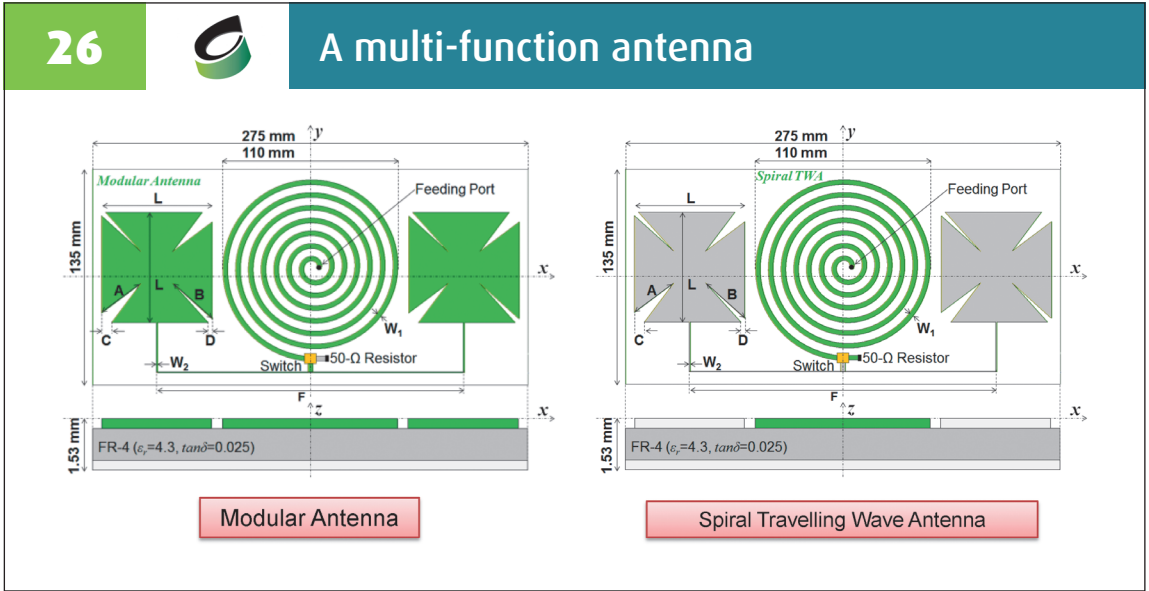 26
A multi-function antenna
y
275 mm
110 mm
Modular Antenna
L
Feeding Port
135 mm
x
A
L
B
C
D
W1
W2
Switch
50-Ω Resistor
F
z
x
1.53 mm
FR-4 (εr=4.3, tanδ=0.025)
Modular Antenna
y
275 mm
110 mm
Spiral TWA
L
Feeding Port
135 mm
x
A
L
B
C
D
W1
W2
Switch
50-Ω Resistor
F
z
x
1.53 mm
FR-4 (εr=4.3, tanδ=0.025)
Spiral Travelling Wave Antenna